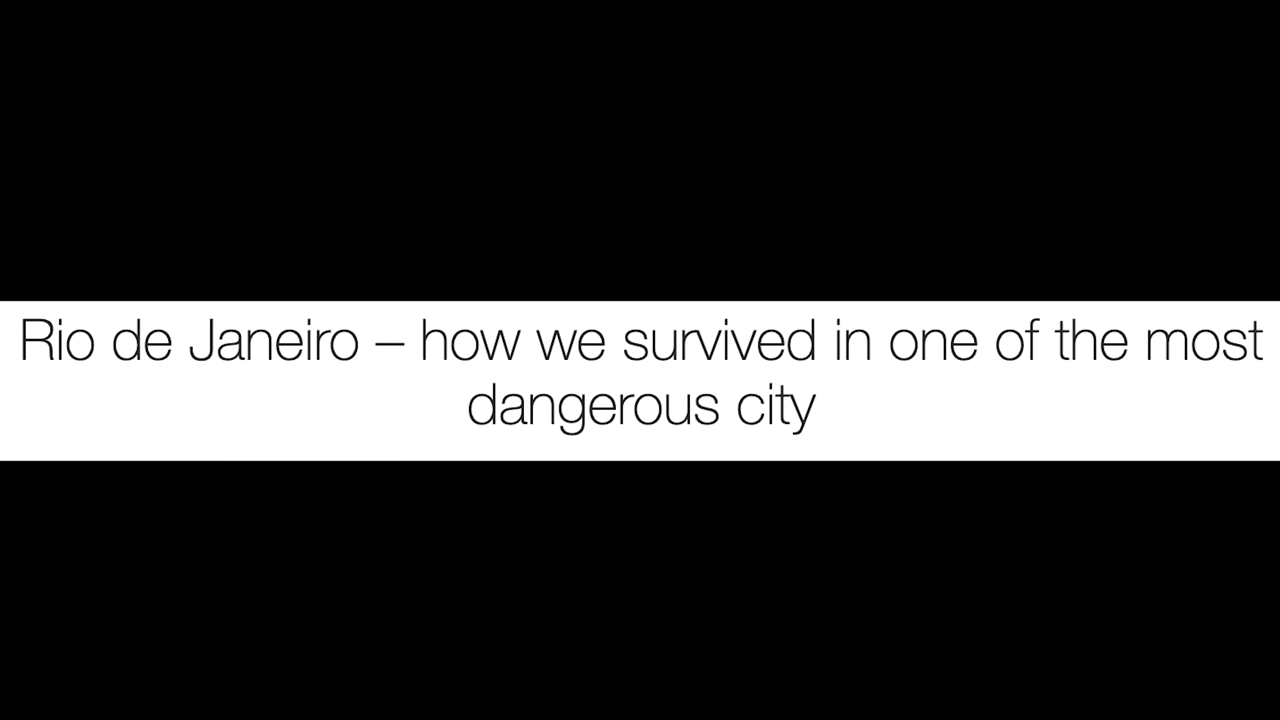 Rio de Janeiro – how we survived in one of the most
dangerous city